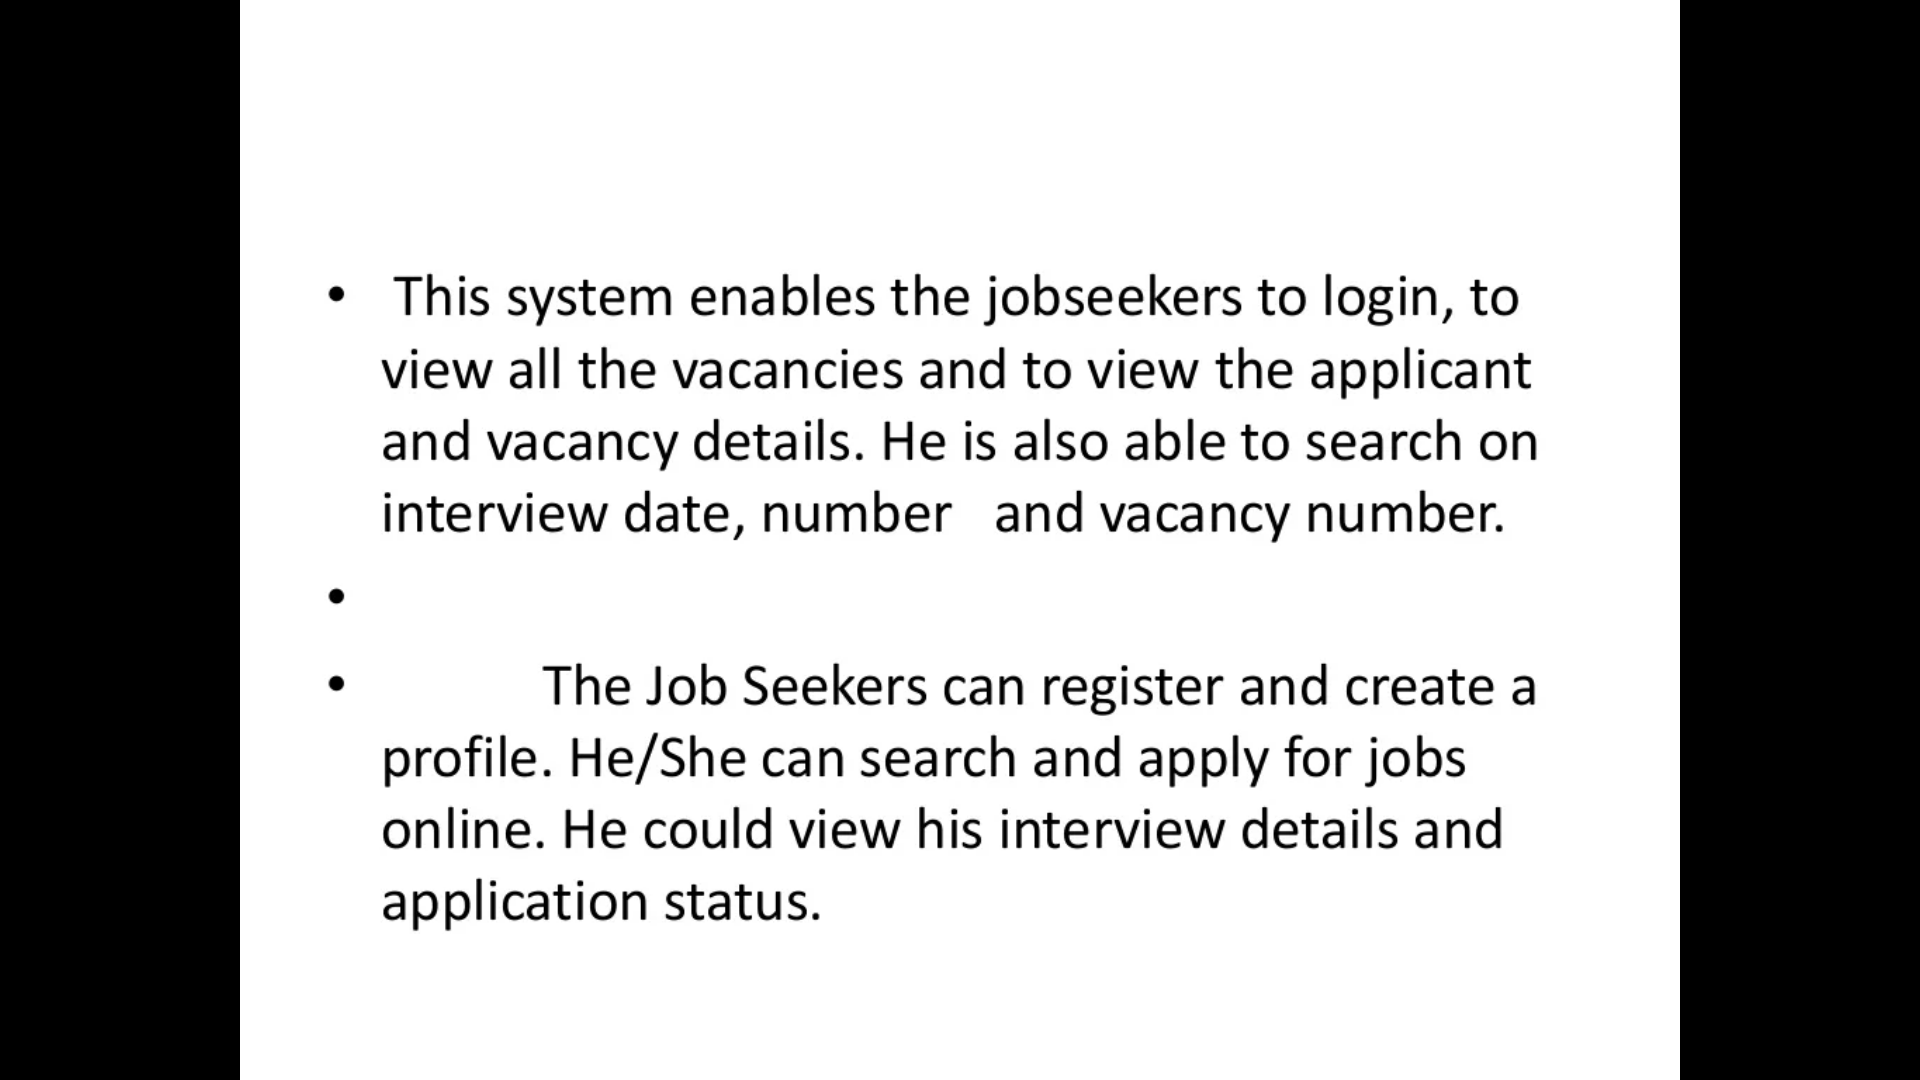 • This system enables the jobseekers to login, to
view all the vacancies and to view the applicant
and vacancy details. He is also able to search on
interview date, number   and vacancy number.
•
• The Job Seekers can register and create a
profile. He/She can search and apply for jobs
online. He could view his interview details and
application status.